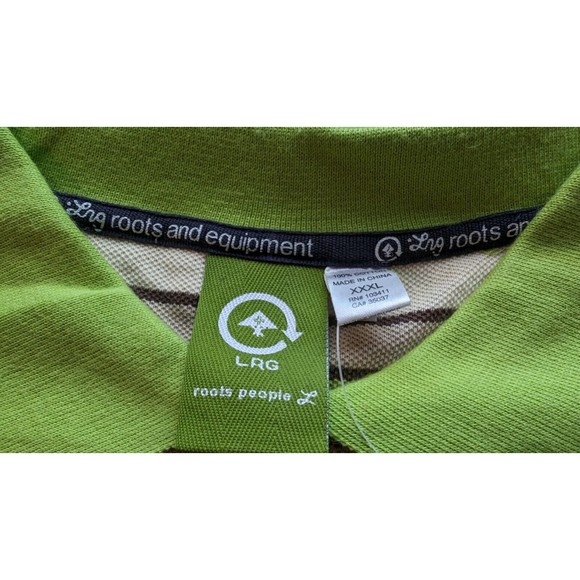 Lrg roots and equipment
Lrg roots and
100% COTTON
MADE IN CHINA
XXXL
RN# 109411
CA# 35037
LRG
roots people L